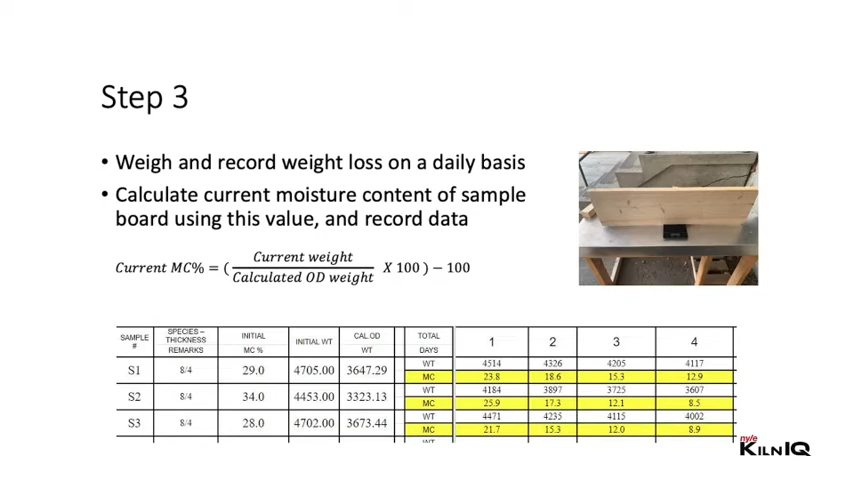 Step 3
• Weigh and record weight loss on a daily basis
• Calculate current moisture content of sample
board using this value, and record data
Current MC% = ( Current weight / Calculated OD weight X 100 ) − 100
SAMPLE # SPECIES – THICKNESS REMARKS INITIAL MC % INITIAL WT CAL.OD WT TOTAL DAYS 1 2 3 4
S1 8/4 29.0 4705.00 3647.29 WT 4514 4326 4205 4117
MC 23.8 18.6 15.3 12.9
S2 8/4 34.0 4453.00 3323.13 WT 4184 3897 3725 3607
MC 25.9 17.3 12.1 8.5
S3 8/4 28.0 4702.00 3673.44 WT 4471 4235 4115 4002
MC 21.7 15.3 12.0 8.9
nyle
KILNIQ